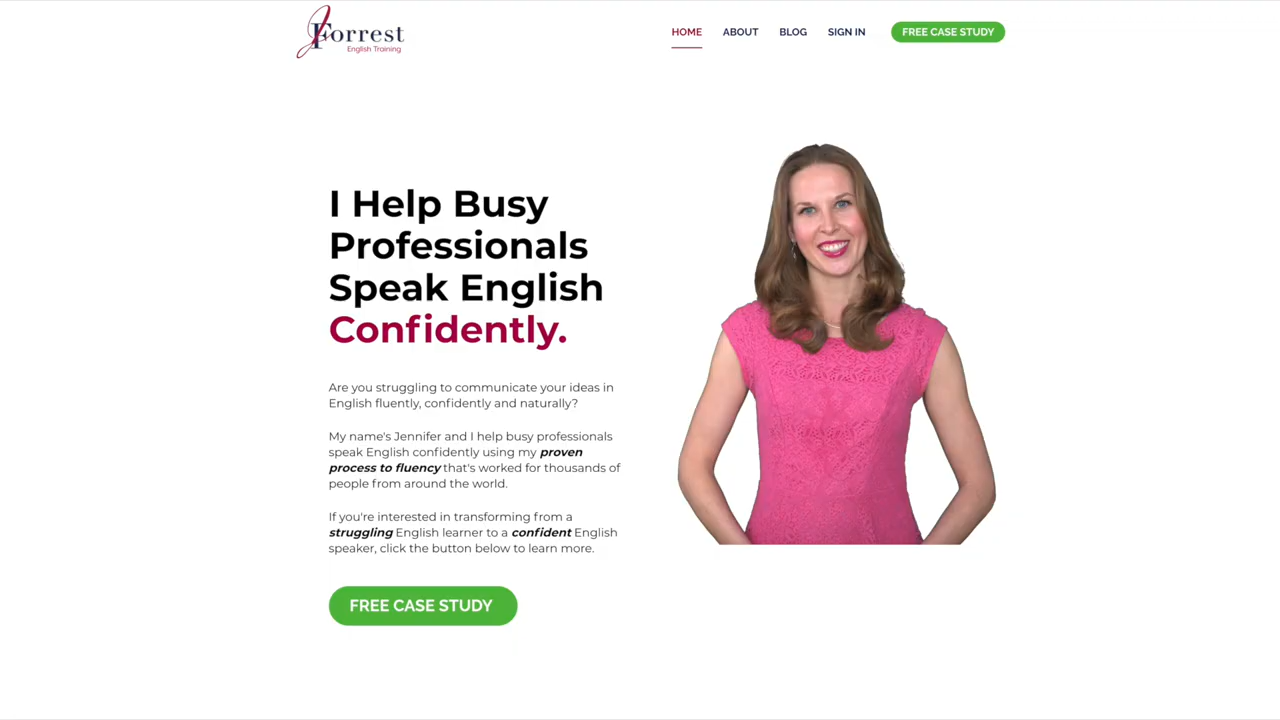 JForrest
English Training
HOME
ABOUT
BLOG
SIGN IN
FREE CASE STUDY
I Help Busy
Professionals
Speak English
Confidently.
Are you struggling to communicate your ideas in
English fluently, confidently and naturally?
My name's Jennifer and I help busy professionals
speak English confidently using my proven
process to fluency that's worked for thousands of
people from around the world.
If you're interested in transforming from a
struggling English learner to a confident English
speaker, click the button below to learn more.
FREE CASE STUDY